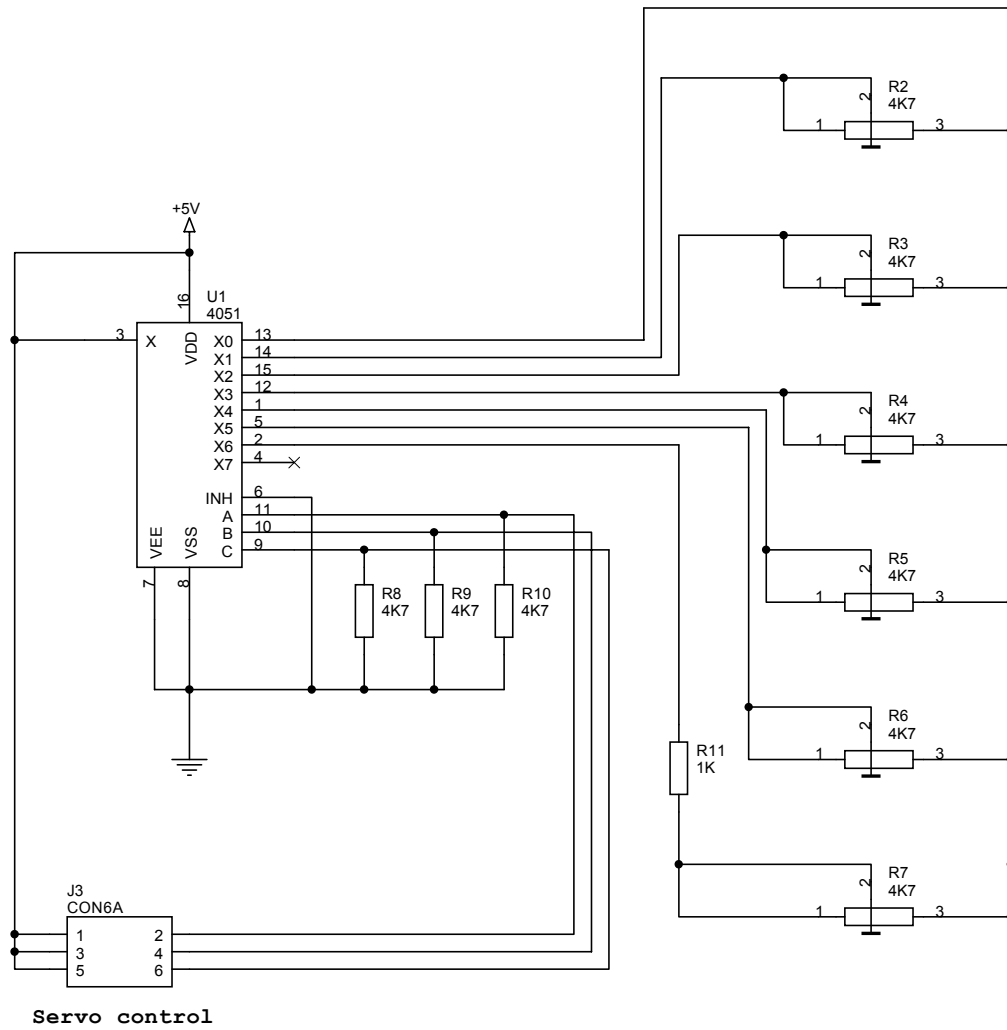 R2
4K7
2
1
3
+5V
R3
4K7
2
1
3
16
U1
4051
3
X
VDD
X0
13
X1
14
X2
15
X3
12
X4
1
X5
5
X6
2
X7
4
INH
6
A
11
B
10
C
9
VEE
VSS
7
8
R4
4K7
2
1
3
R8
4K7
R9
4K7
R10
4K7
R5
4K7
2
1
3
R11
1K
R6
4K7
2
1
3
R7
4K7
2
1
3
J3
CON6A
1 2
3 4
5 6
Servo control